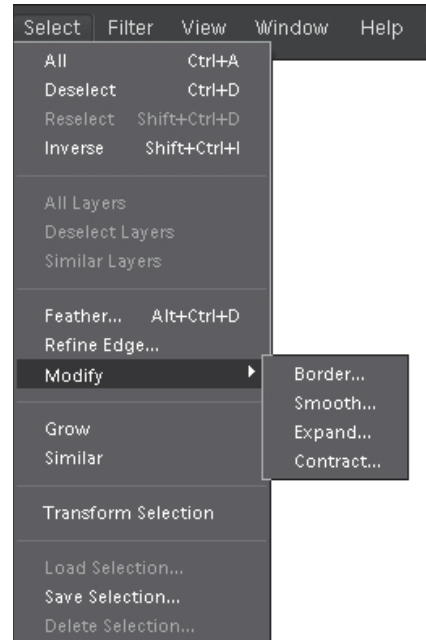 Select Filter View Window Help
All Ctrl+A
Deselect Ctrl+D
Reselect Shift+Ctrl+D
Inverse Shift+Ctrl+I
All Layers
Deselect Layers
Similar Layers
Feather... Alt+Ctrl+D
Refine Edge...
Modify
Border...
Smooth...
Expand...
Contract...
Grow
Similar
Transform Selection
Load Selection...
Save Selection...
Delete Selection...